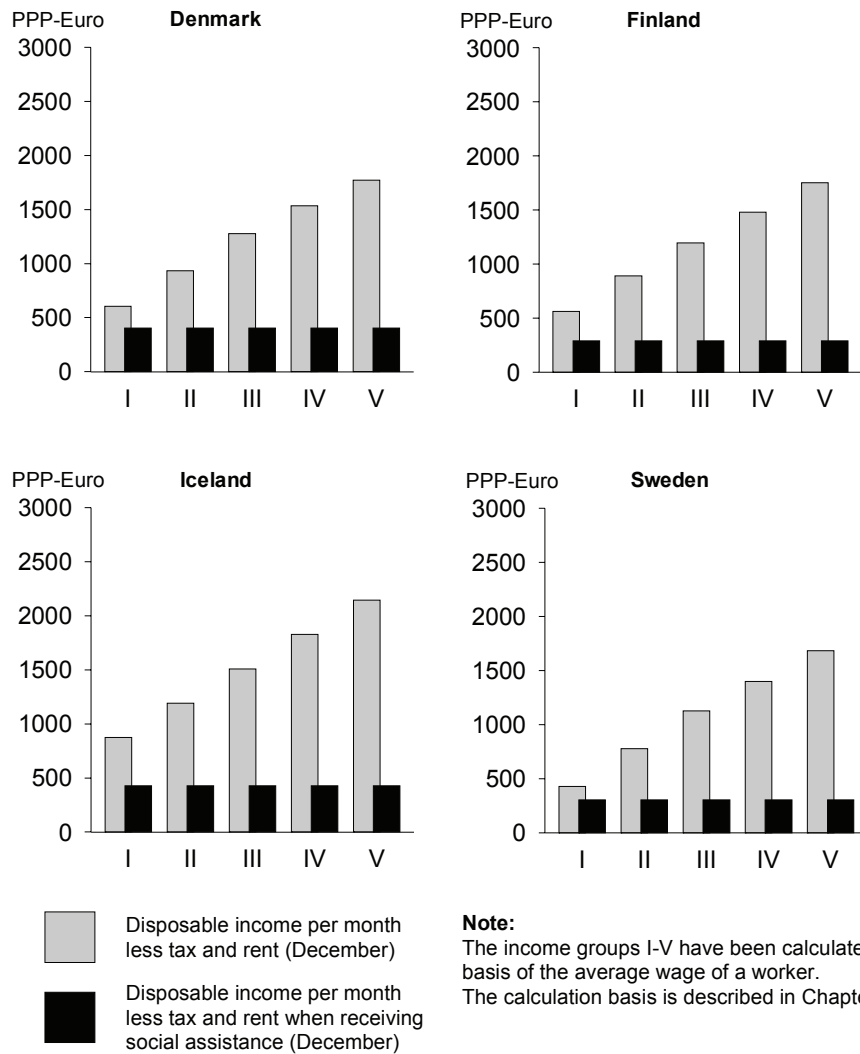 PPP-Euro Denmark
3000
2500
2000
1500
1000
500
0
I II III IV V
PPP-Euro Finland
3000
2500
2000
1500
1000
500
0
I II III IV V
PPP-Euro Iceland
3000
2500
2000
1500
1000
500
0
I II III IV V
PPP-Euro Sweden
3000
2500
2000
1500
1000
500
0
I II III IV V
Disposable income per month
less tax and rent (December)
Disposable income per month
less tax and rent when receiving
social assistance (December)
Note:
The income groups I-V have been calculate
basis of the average wage of a worker.
The calculation basis is described in Chapte